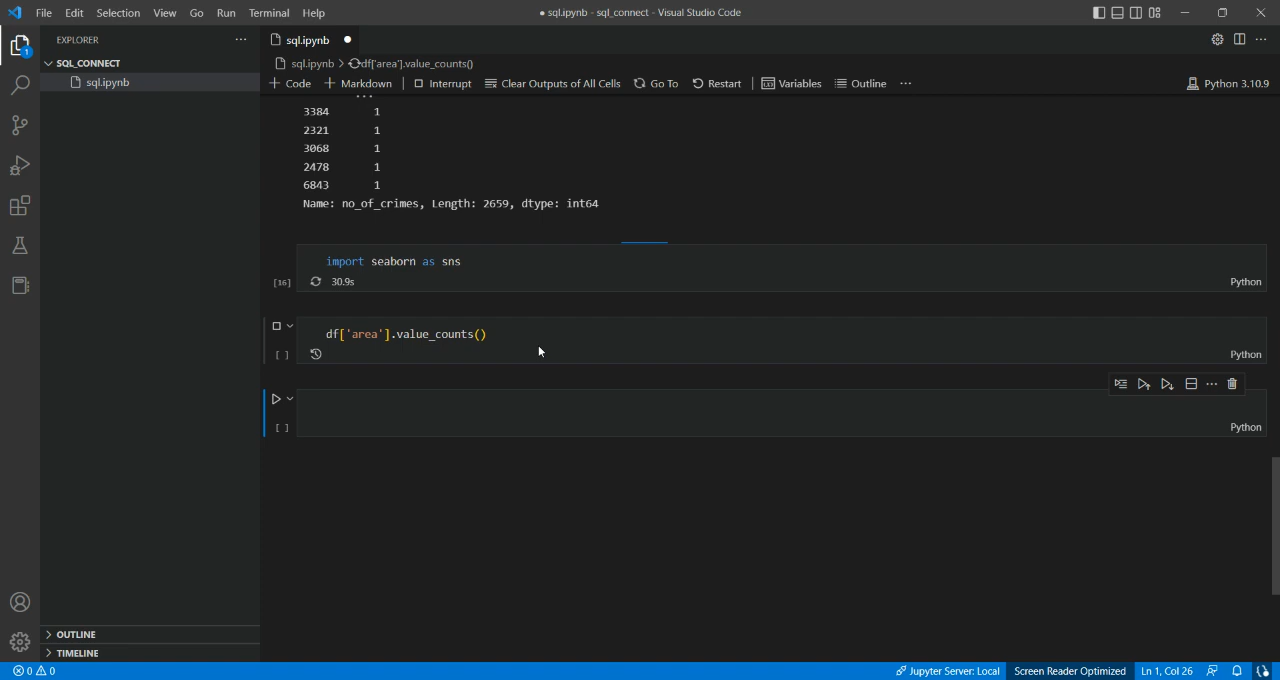 File Edit Selection View Go Run Terminal Help
● sql.ipynb - sql_connect - Visual Studio Code
EXPLORER
SQL_CONNECT
sql.ipynb
OUTLINE
TIMELINE
1
sql.ipynb ●
sql.ipynb > df['area'].value_counts()
+ Code + Markdown Interrupt Clear Outputs of All Cells Go To Restart Variables Outline ... Python 3.10.9
...
3384 1
2321 1
3068 1
2478 1
6843 1
Name: no_of_crimes, Length: 2659, dtype: int64
import seaborn as sns
[16] 30.9s Python
df['area'].value_counts()
[ ] Python
[ ] Python
0 0 Jupyter Server: Local Screen Reader Optimized Ln 1, Col 26